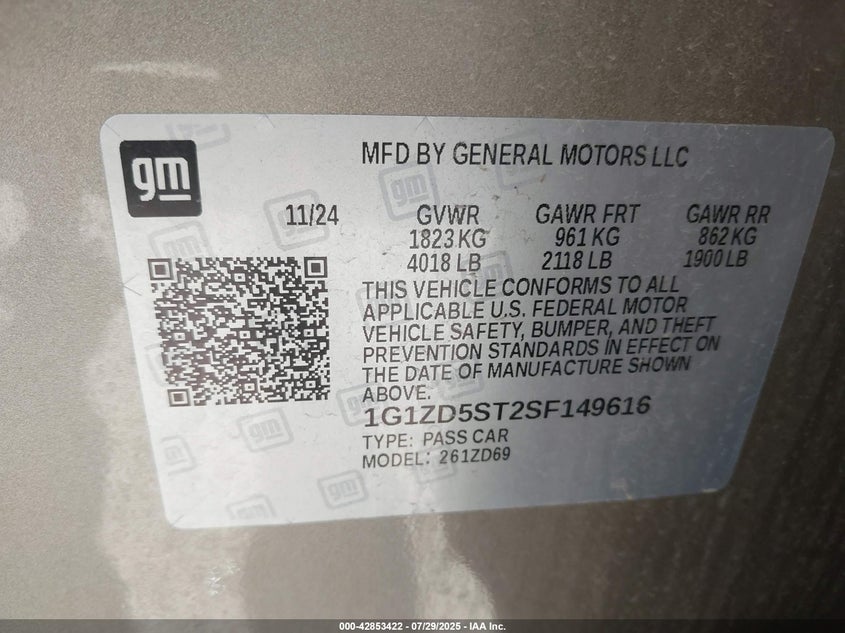 gm
MFD BY GENERAL MOTORS LLC
11/24 GVWR GAWR FRT GAWR RR
1823 KG 961 KG 862 KG
4018 LB 2118 LB 1900 LB
THIS VEHICLE CONFORMS TO ALL
APPLICABLE U.S. FEDERAL MOTOR
VEHICLE SAFETY, BUMPER, AND THEFT
PREVENTION STANDARDS IN EFFECT ON
THE DATE OF MANUFACTURE SHOWN
ABOVE.
1G1ZD5ST2SF149616
TYPE: PASS CAR
MODEL: 261ZD69
000-42853422 - 07/29/2025 - IAA Inc.